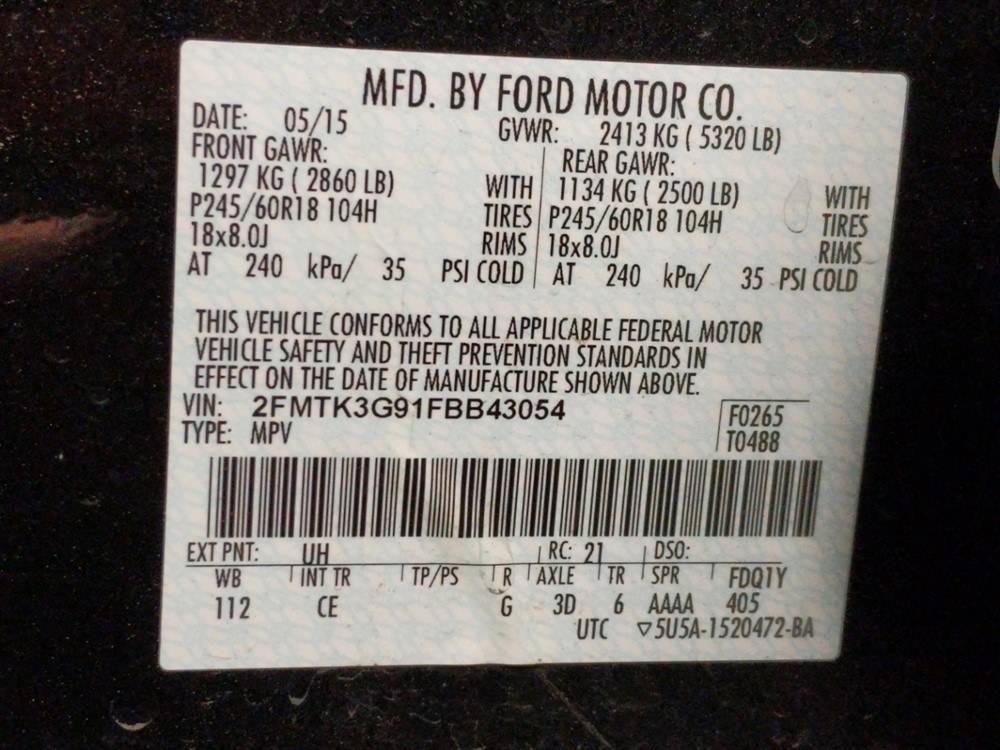 MFD. BY FORD MOTOR CO.
DATE: 05/15 GVWR: 2413 KG ( 5320 LB)
FRONT GAWR: REAR GAWR:
1297 KG ( 2860 LB) WITH 1134 KG ( 2500 LB) WITH
P245/60R18 104H TIRES P245/60R18 104H TIRES
18x8.0J RIMS 18x8.0J RIMS
AT 240 kPa/ 35 PSI COLD AT 240 kPa/ 35 PSI COLD
THIS VEHICLE CONFORMS TO ALL APPLICABLE FEDERAL MOTOR
VEHICLE SAFETY AND THEFT PREVENTION STANDARDS IN
EFFECT ON THE DATE OF MANUFACTURE SHOWN ABOVE.
VIN: 2FMTK3G91FBB43054 F0265
TYPE: MPV T0488
EXT PNT: UH RC: 21 DSO:
WB INT TR TP/PS R AXLE TR SPR FDQ1Y
112 CE G 3D 6 AAAA 405
UTC ▽5U5A-1520472-BA